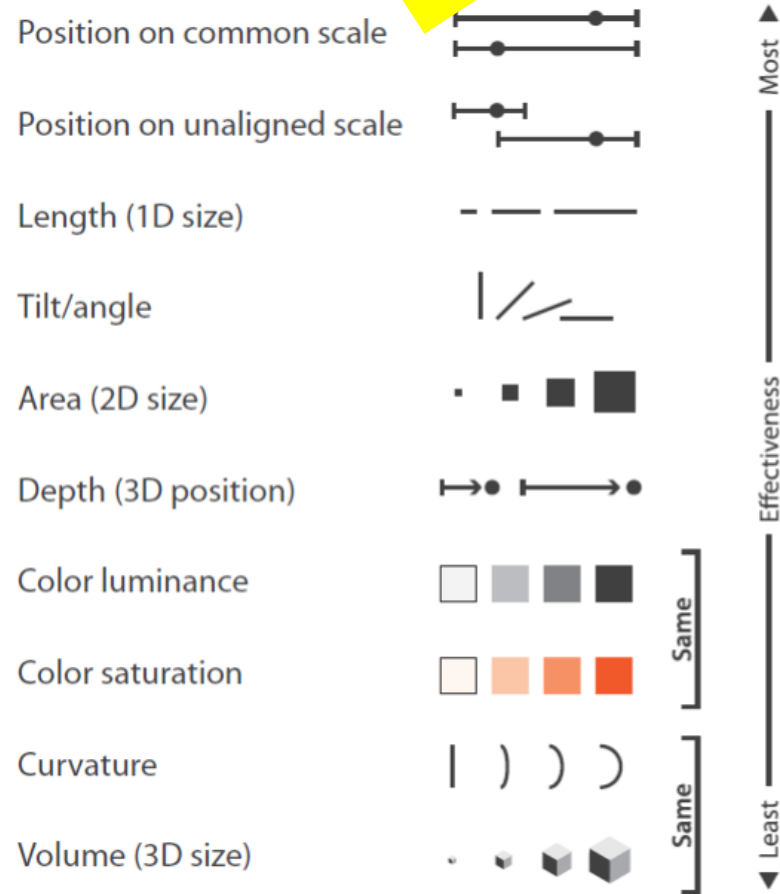 Position on common scale
Position on unaligned scale
Length (1D size)
Tilt/angle
Area (2D size)
Depth (3D position)
Color luminance
Color saturation
Curvature
Volume (3D size)
Same
Same
Most
Effectiveness
Least